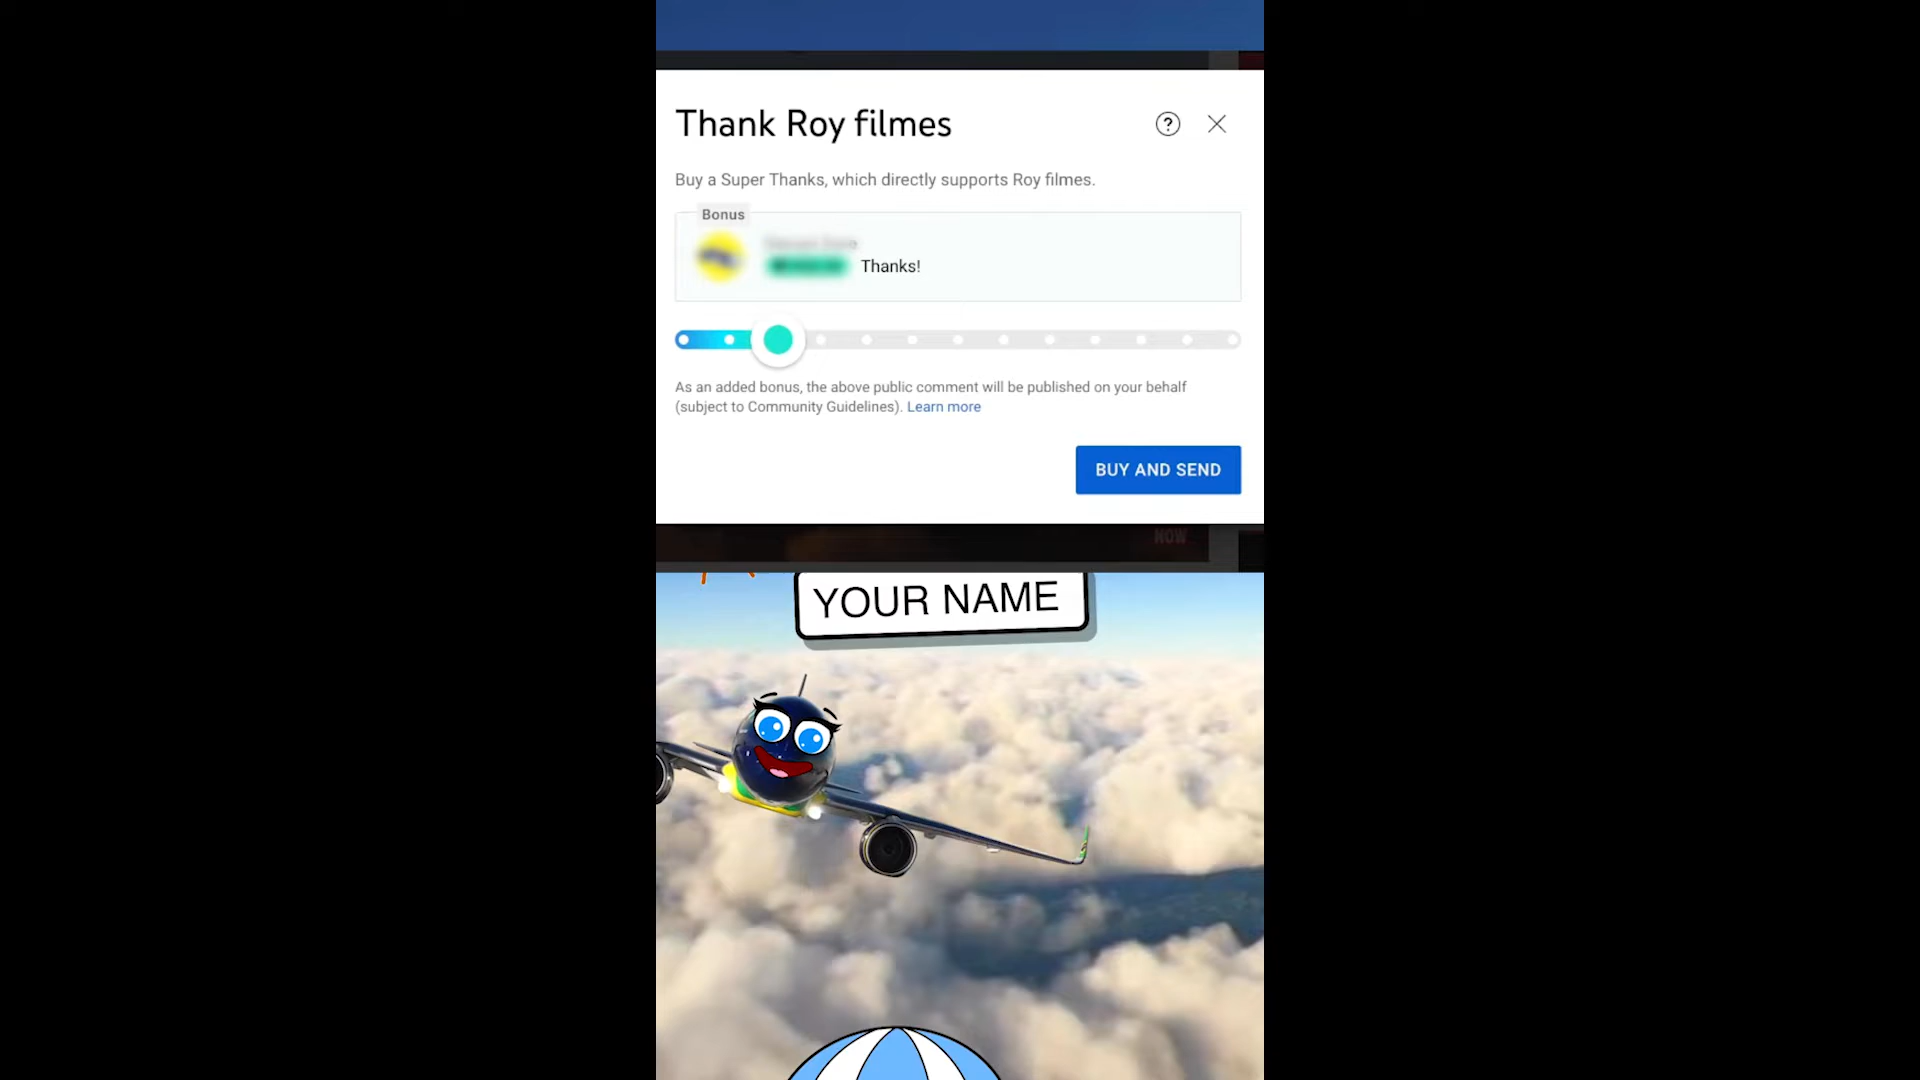 Thank Roy filmes
Buy a Super Thanks, which directly supports Roy filmes.
Bonus
Thanks!
As an added bonus, the above public comment will be published on your behalf
(subject to Community Guidelines). Learn more
BUY AND SEND
NOW
YOUR NAME